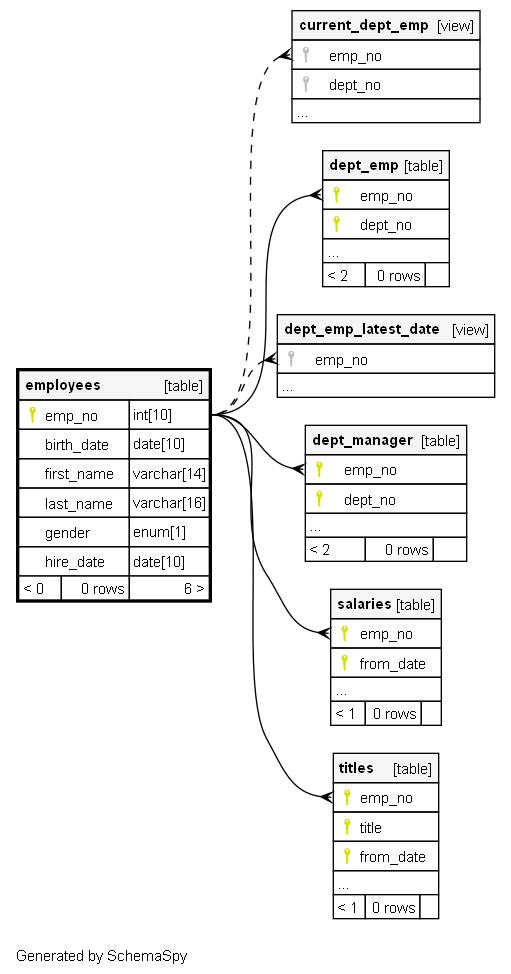 current_dept_emp [view]
emp_no
dept_no
...
dept_emp [table]
emp_no
dept_no
...
< 2 0 rows
dept_emp_latest_date [view]
emp_no
...
employees [table]
emp_no int[10]
birth_date date[10]
first_name varchar[14]
last_name varchar[16]
gender enum[1]
hire_date date[10]
< 0 0 rows 6 >
dept_manager [table]
emp_no
dept_no
...
< 2 0 rows
salaries [table]
emp_no
from_date
...
< 1 0 rows
titles [table]
emp_no
title
from_date
...
< 1 0 rows
Generated by SchemaSpy